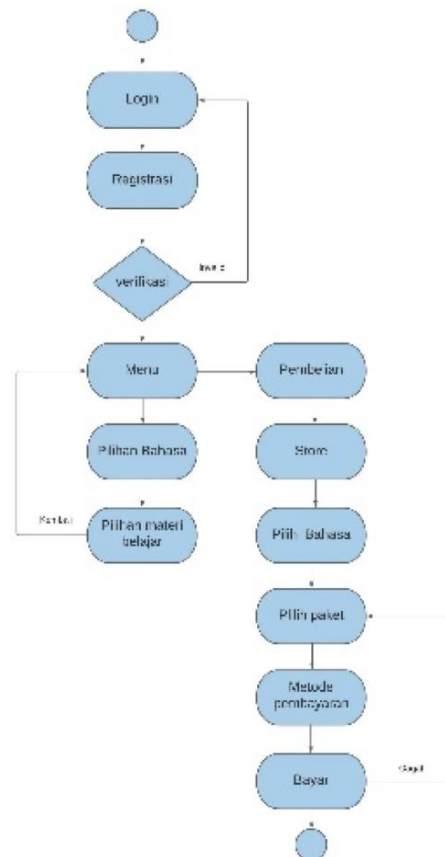 Login
Registrasi
verifikasi
Menu
Pembelian
Pilihan Bahasa
Store
Kembali
Pilihan materi
belajar
Pilih Bahasa
Pilih paket
Metode
pembayaran
Gagal
Bayar